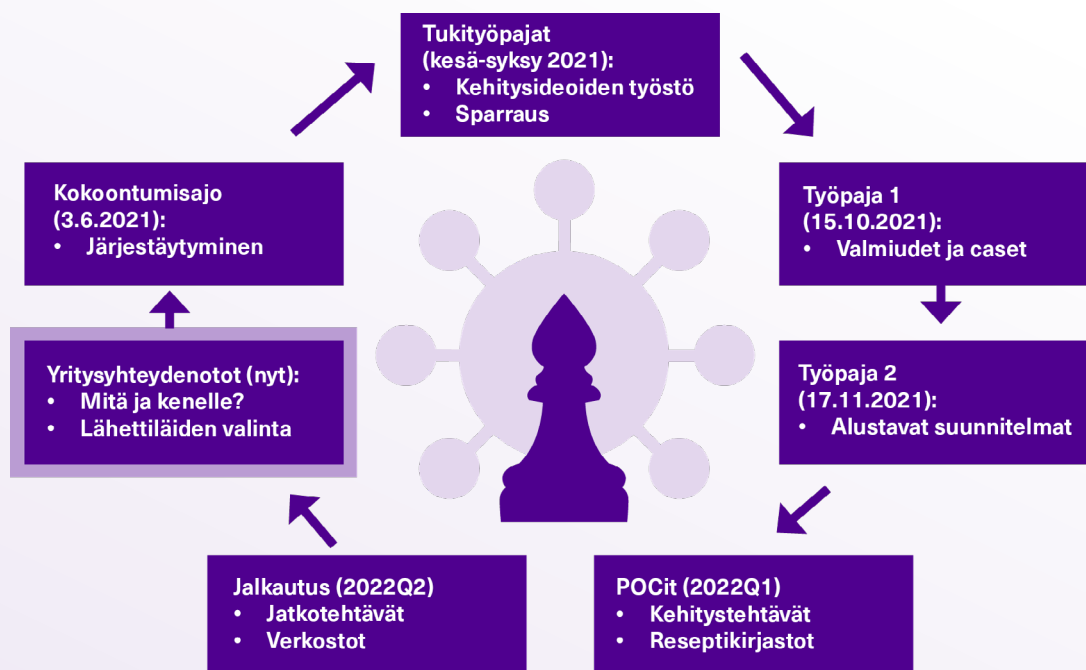 Tukityöpajat
(kesä-syksy 2021):
• Kehitysideoiden työstö
• Sparraus
Kokoontumisajo
(3.6.2021):
• Järjestäytyminen
Työpaja 1
(15.10.2021):
• Valmiudet ja caset
Yritysyhteydenotot (nyt):
• Mitä ja kenelle?
• Lähettiläiden valinta
Työpaja 2
(17.11.2021):
• Alustavat suunnitelmat
Jalkautus (2022Q2)
• Jatkotehtävät
• Verkostot
POCit (2022Q1)
• Kehitystehtävät
• Reseptikirjastot